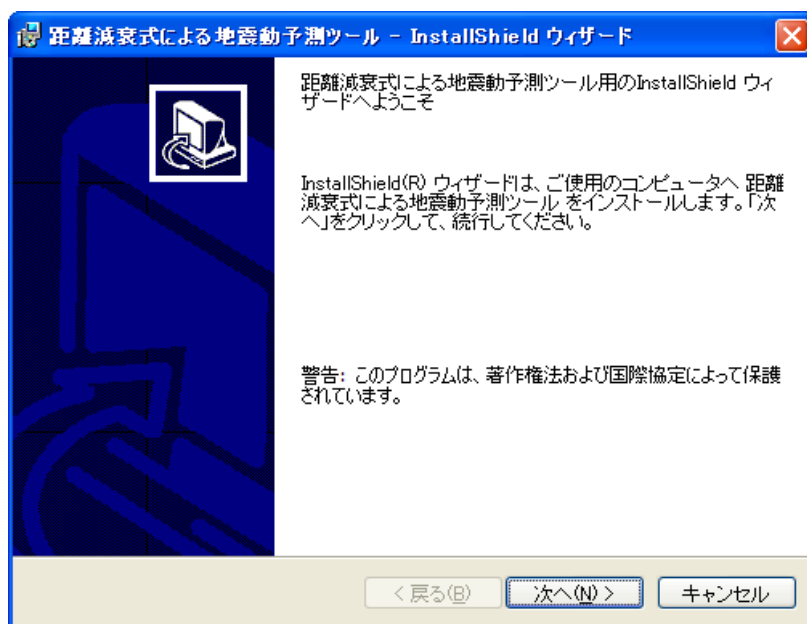 距離減衰式による地震動予測ツール - InstallShield ウィザード
距離減衰式による地震動予測ツール用のInstallShield ウィ
ザードへようこそ
InstallShield(R) ウィザードは、ご使用のコンピュータへ 距離
減衰式による地震動予測ツール をインストールします。「次
へ」をクリックして、続行してください。
警告: このプログラムは、著作権法および国際協定によって保護
されています。
< 戻る(B)
次へ(N) >
キャンセル